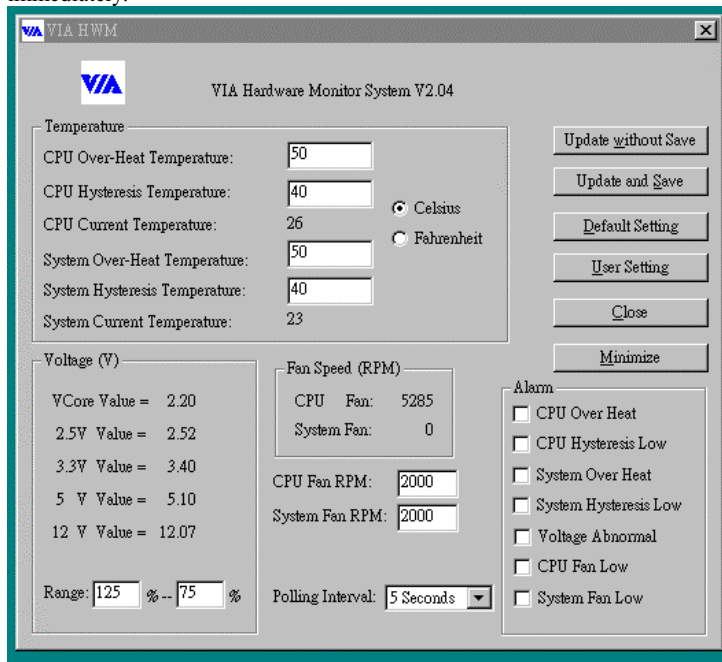 VIA VIA HWM
VIA
VIA Hardware Monitor System V2.04
Temperature
CPU Over-Heat Temperature: 50
CPU Hysteresis Temperature: 40
CPU Current Temperature: 26
System Over-Heat Temperature: 50
System Hysteresis Temperature: 40
System Current Temperature: 23
Celsius
Fahrenheit
Update without Save
Update and Save
Default Setting
User Setting
Close
Minimize
Voltage (V)
VCore Value = 2.20
2.5V Value = 2.52
3.3V Value = 3.40
5 V Value = 5.10
12 V Value = 12.07
Range: 125 % -- 75 %
Fan Speed (RPM)
CPU Fan: 5285
System Fan: 0
CPU Fan RPM: 2000
System Fan RPM: 2000
Polling Interval: 5 Seconds
Alarm
CPU Over Heat
CPU Hysteresis Low
System Over Heat
System Hysteresis Low
Voltage Abnormal
CPU Fan Low
System Fan Low